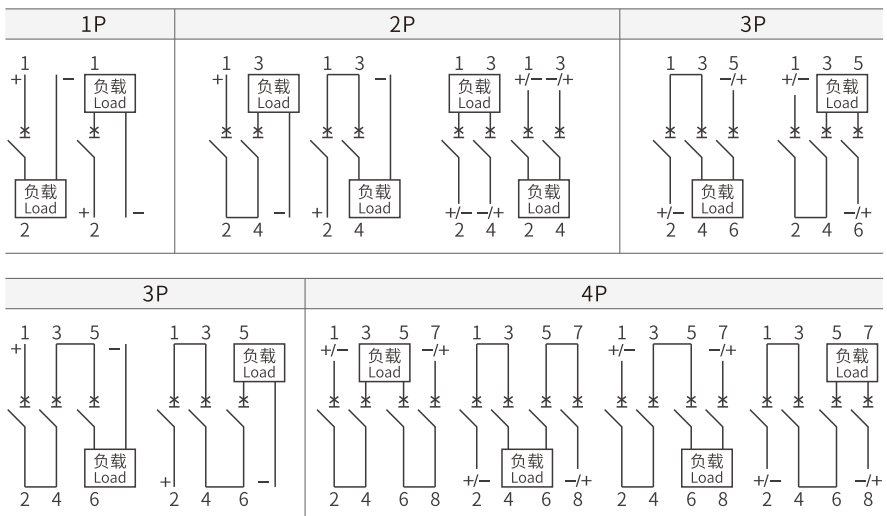 1P 2P 3P
1 1 1 3 1 3 1 3 1 3 1 3 5 1 3 5
+ − 负载 + 负载 − 负载 +/− −/+ −/+ +/− 负载
Load Load Load Load
负载 负载 负载 负载
Load + − − + Load +/− −/+ Load +/− Load −/+
2 2 2 4 2 4 2 4 2 4 2 4 6 2 4 6
3P 4P
1 3 5 1 3 5 1 3 5 7 1 3 5 7 1 3 5 7 1 3 5 7
+ − 负载 +/− 负载 −/+ +/− −/+ 负载
Load Load Load
负载 负载 负载
Load + − +/− Load −/+ Load +/− −/+
2 4 6 2 4 6 2 4 6 8 2 4 6 8 2 4 6 8 2 4 6 8